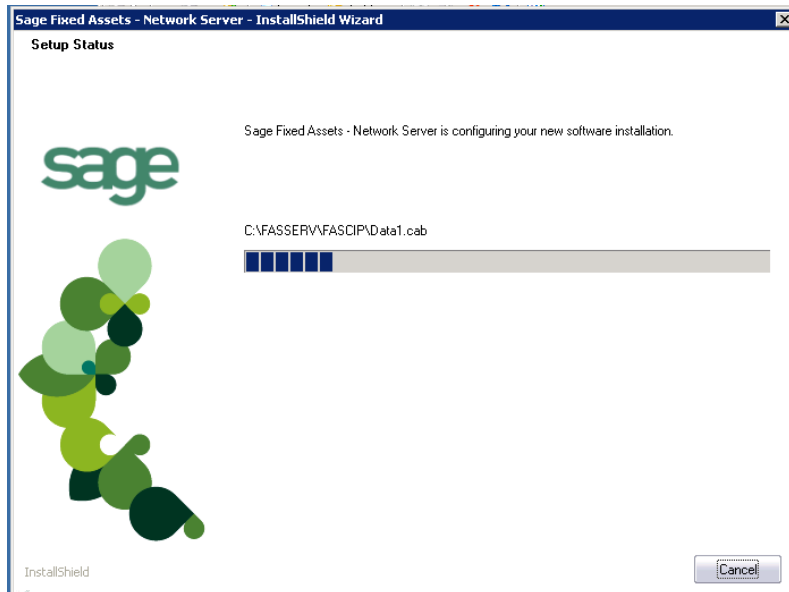 Sage Fixed Assets - Network Server - InstallShield Wizard
Setup Status
Sage Fixed Assets - Network Server is configuring your new software installation.
sage
C:\FASSERV\FASCIP\Data1.cab
InstallShield
Cancel